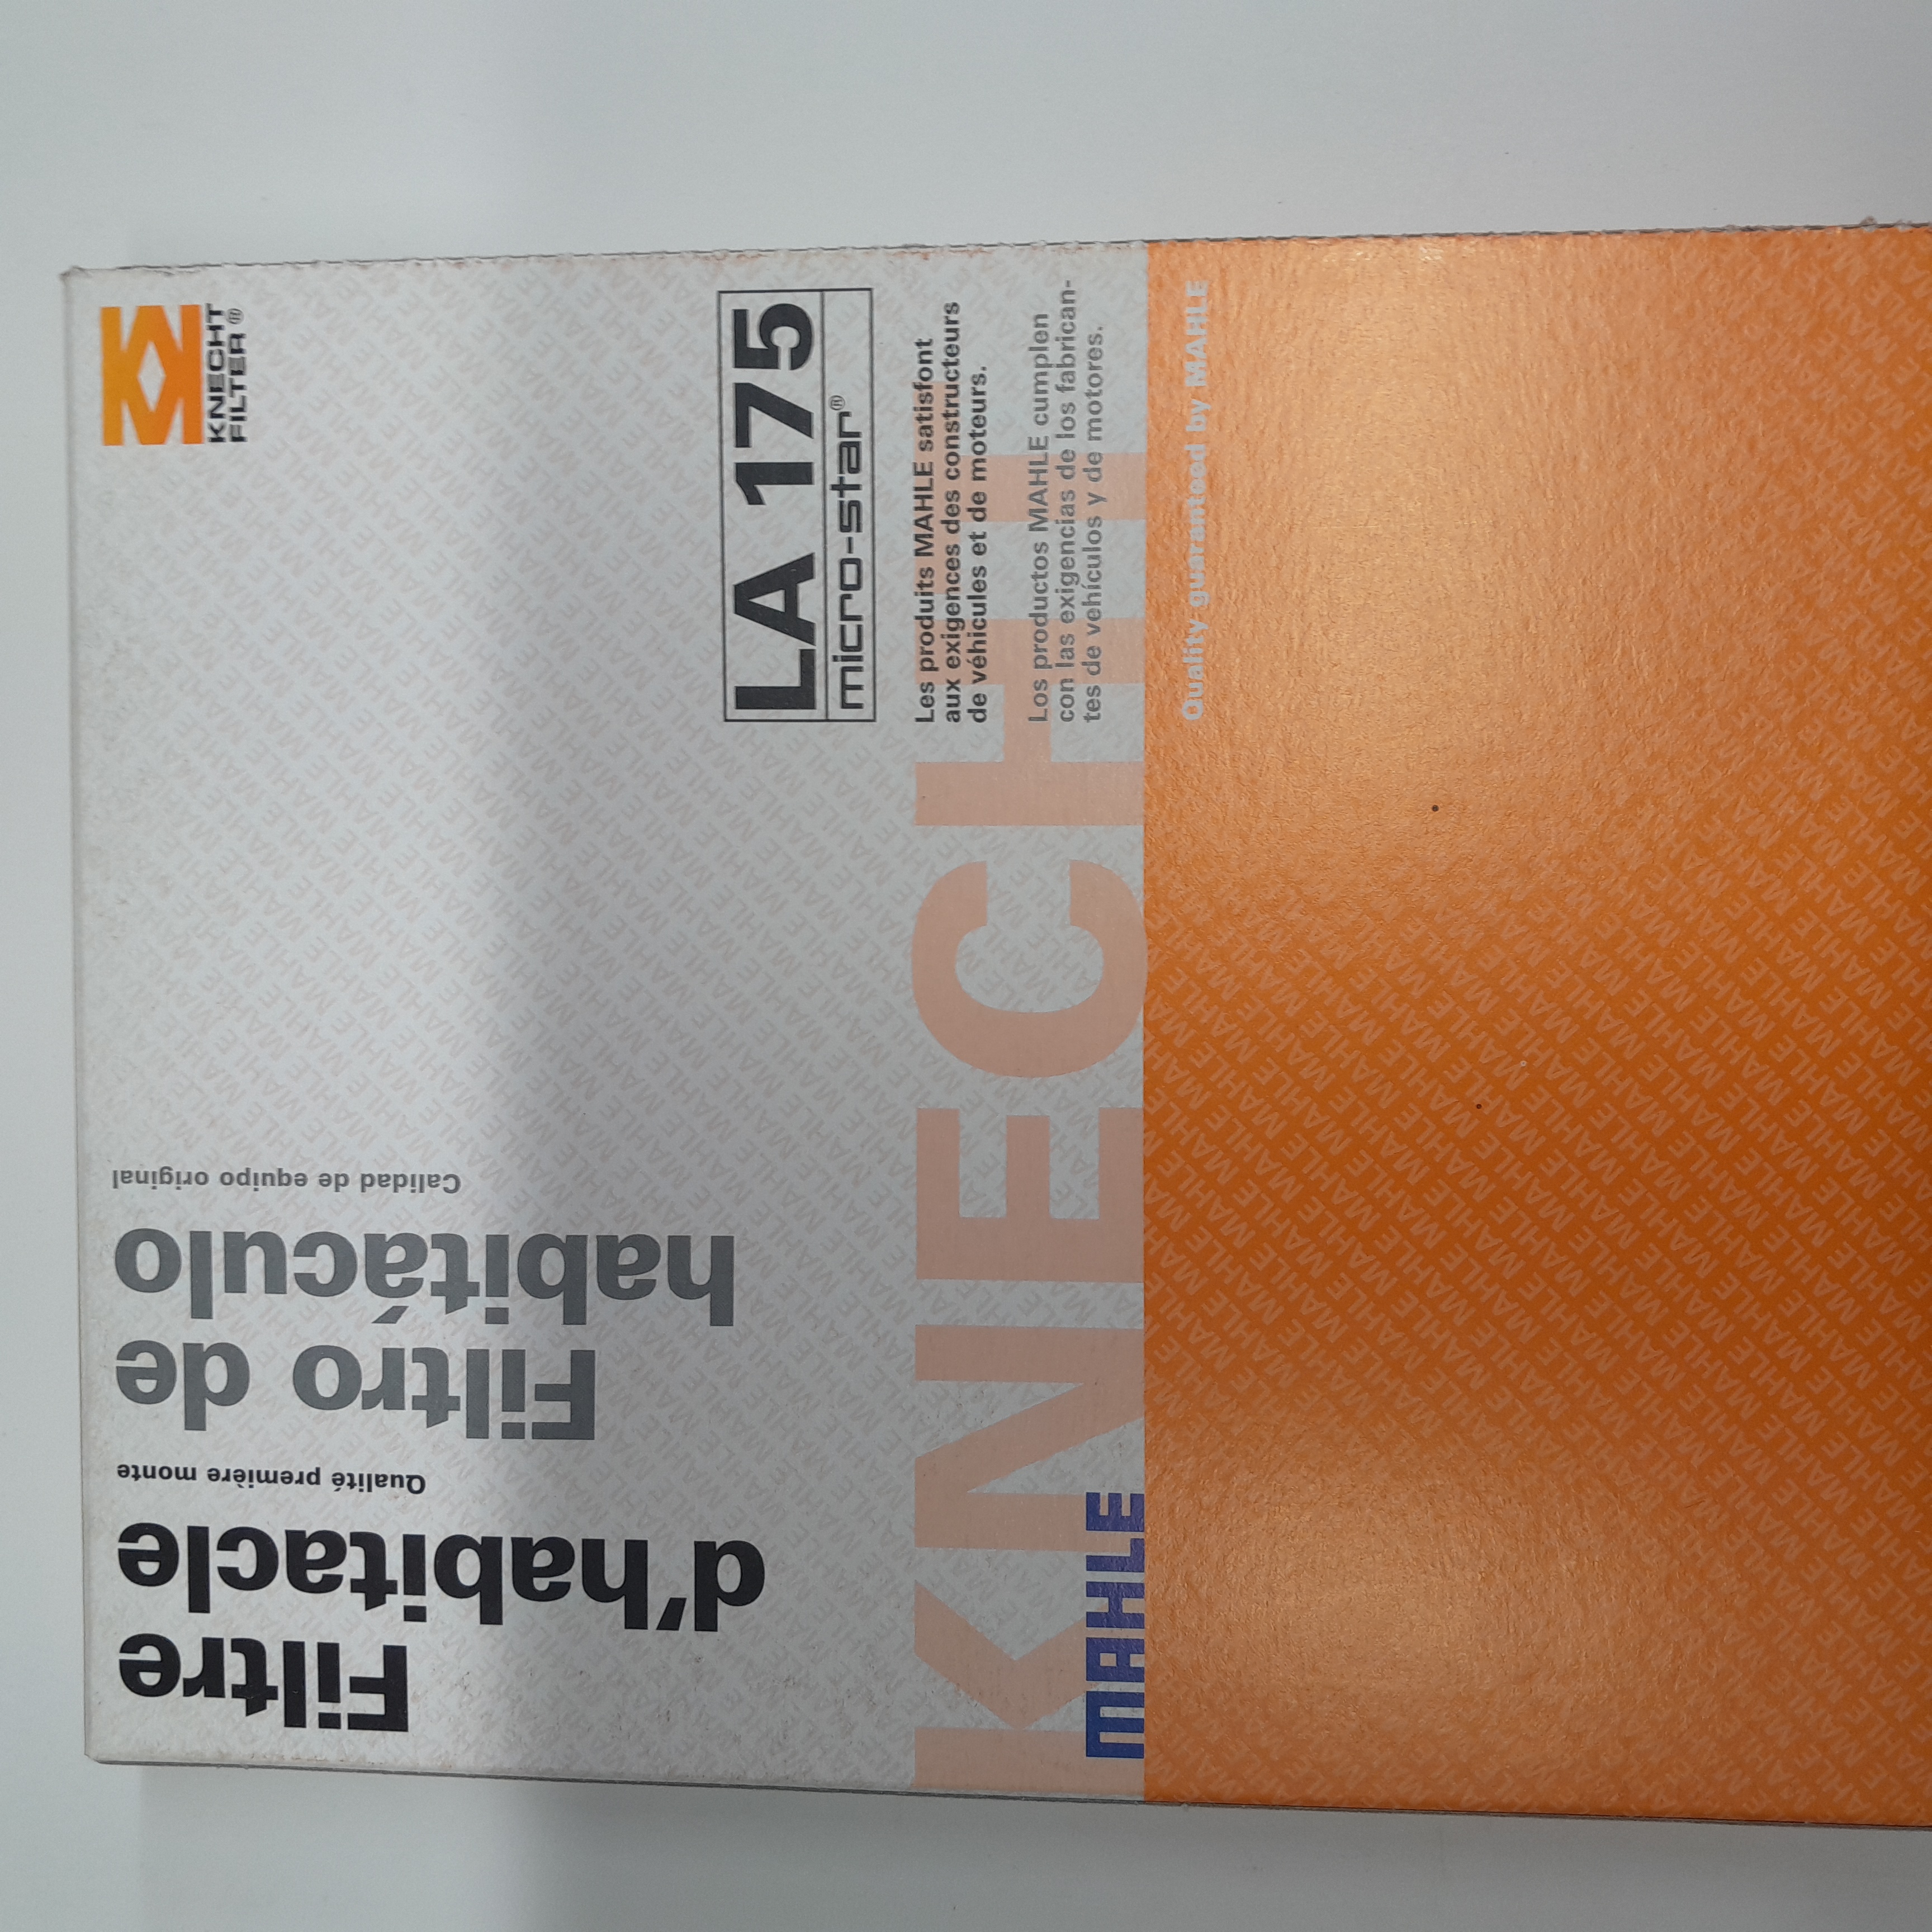 KNECHT
FILTER®
LA 175
micro-star®
Les produits MAHLE satisfont
aux exigences des constructeurs
de véhicules et de moteurs.
Los productos MAHLE cumplen
con las exigencias de los fabrican-
tes de vehículos y de motores.
Quality guaranteed by MAHLE
KNECHT
MAHLE
Filtre
d'habitacle
Qualité première monte
Filtro de
habitáculo
Calidad de equipo original